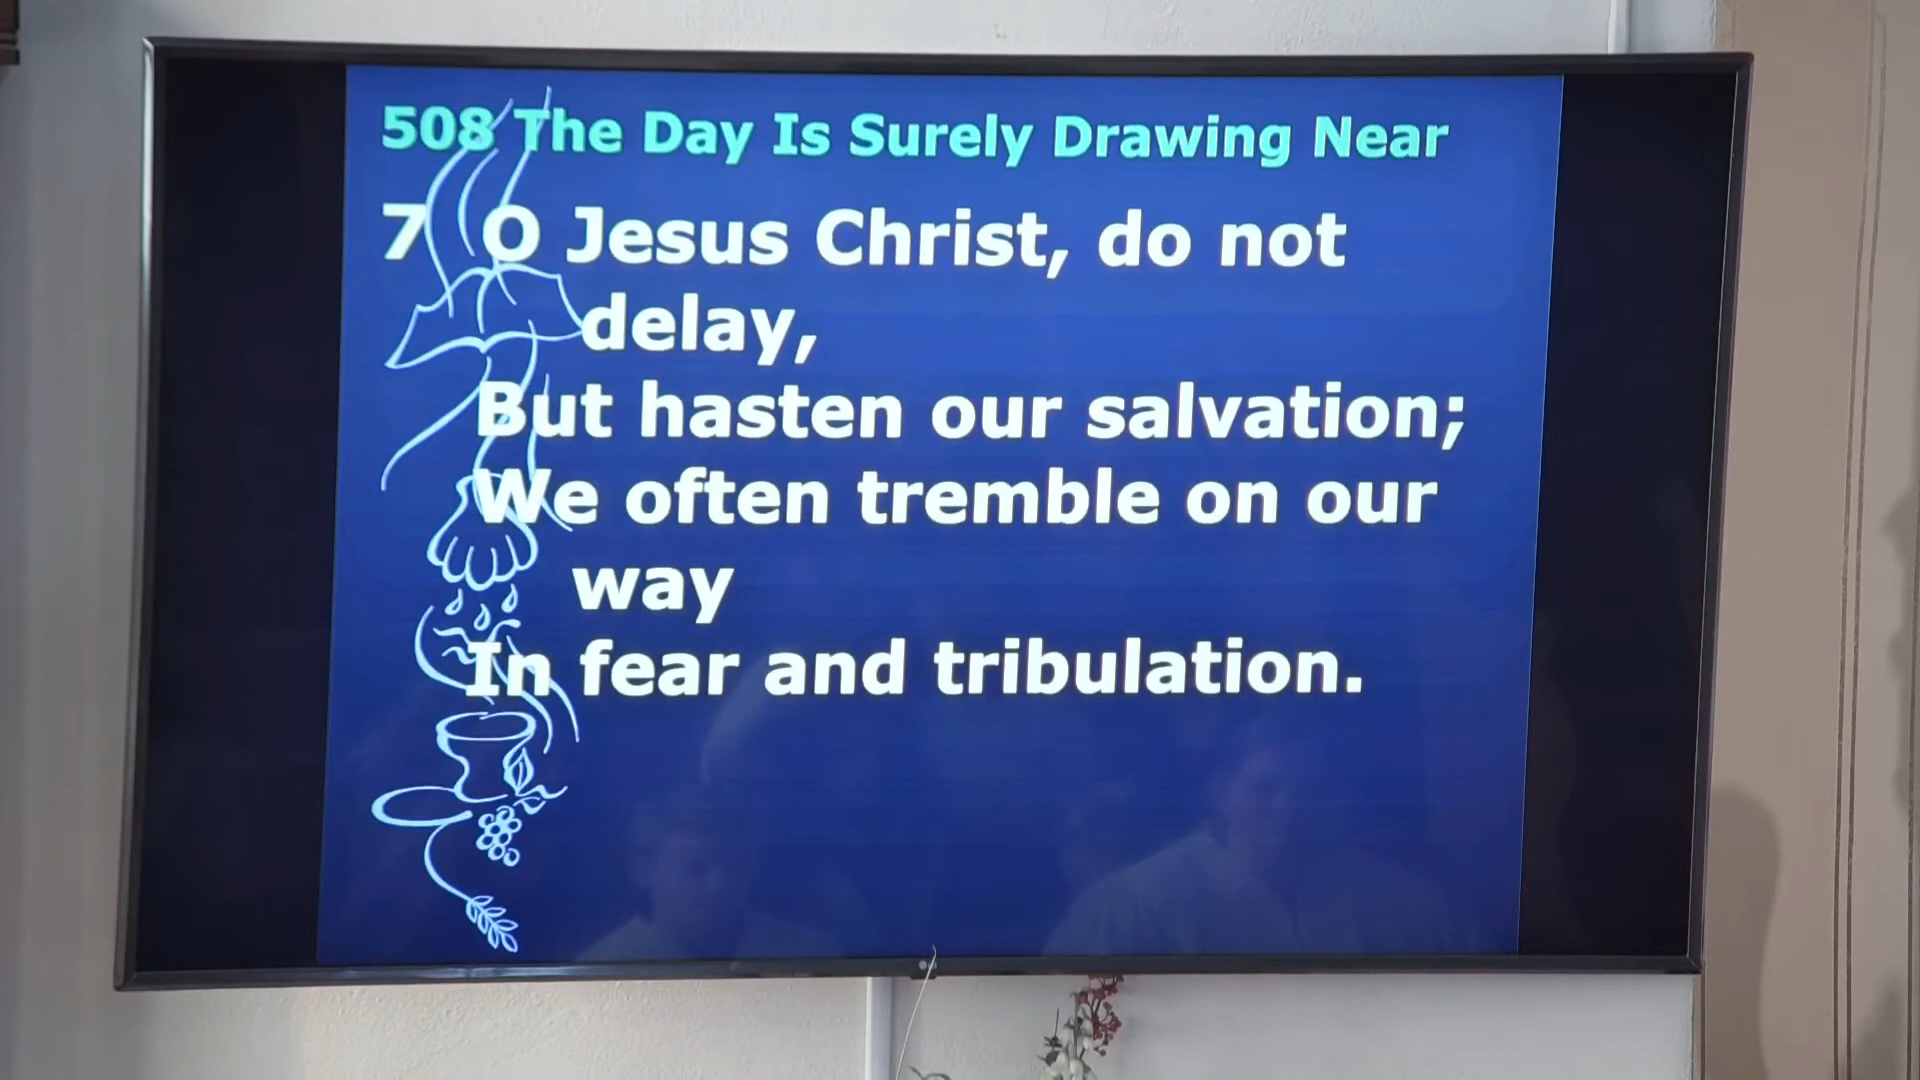 508 The Day Is Surely Drawing Near
7 O Jesus Christ, do not
delay,
But hasten our salvation;
We often tremble on our
way
In fear and tribulation.